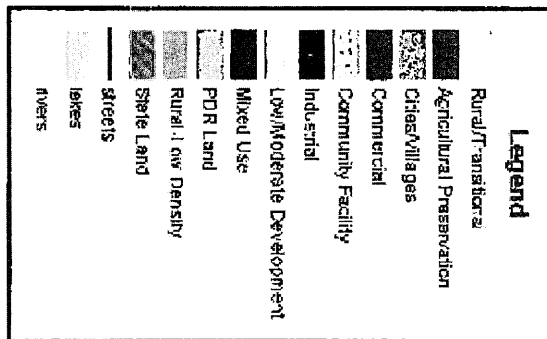 Legend
Rural/Transitional
Agricultural Preservation
Cities/Villages
Commercial
Community Facility
Industrial
Low/Moderate Development
Mixed Use
PDR Land
Rural-Low Density
State Land
streets
lakes
rivers